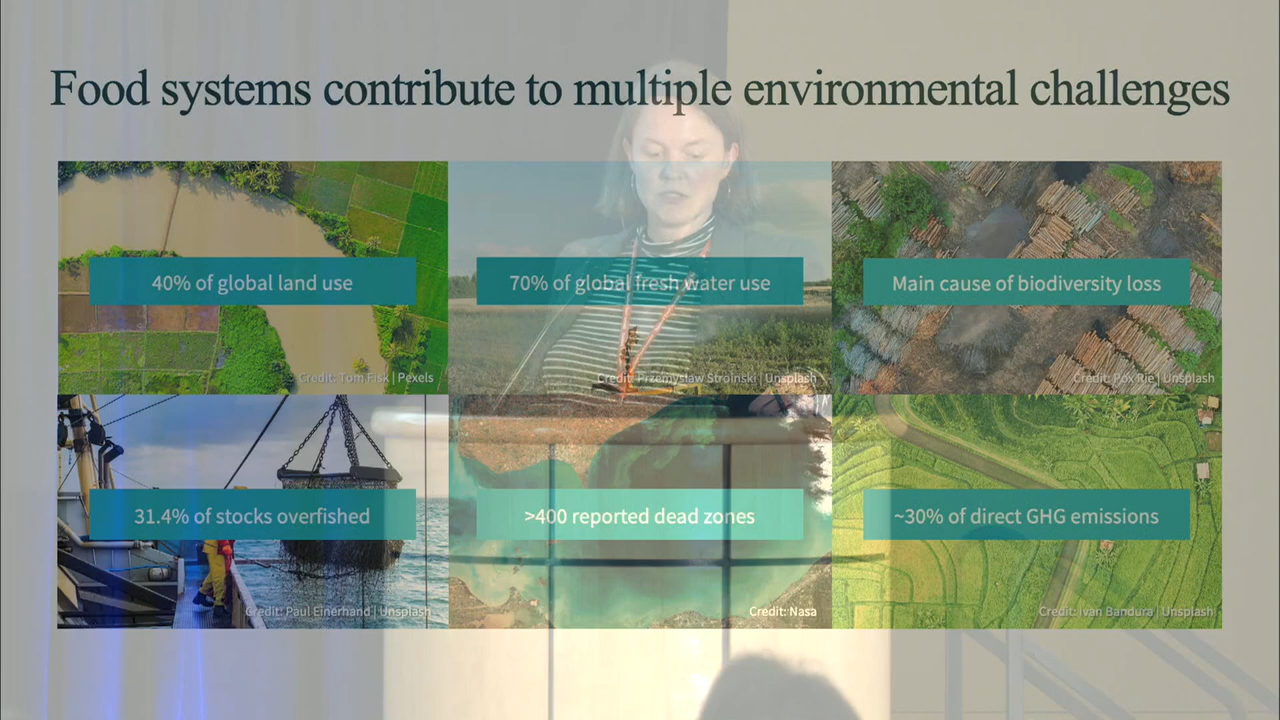 Food systems contribute to multiple environmental challenges
40% of global land use
70% of global fresh water use
Main cause of biodiversity loss
Credit: Tom Fisk | Pexels
Credit: Przemyslaw Stroinski | Unsplash
Credit: Pox Rie | Unsplash
31.4% of stocks overfished
>400 reported dead zones
~30% of direct GHG emissions
Credit: Paul Einerhand | Unsplash
Credit: Nasa
Credit: Ivan Bandura | Unsplash